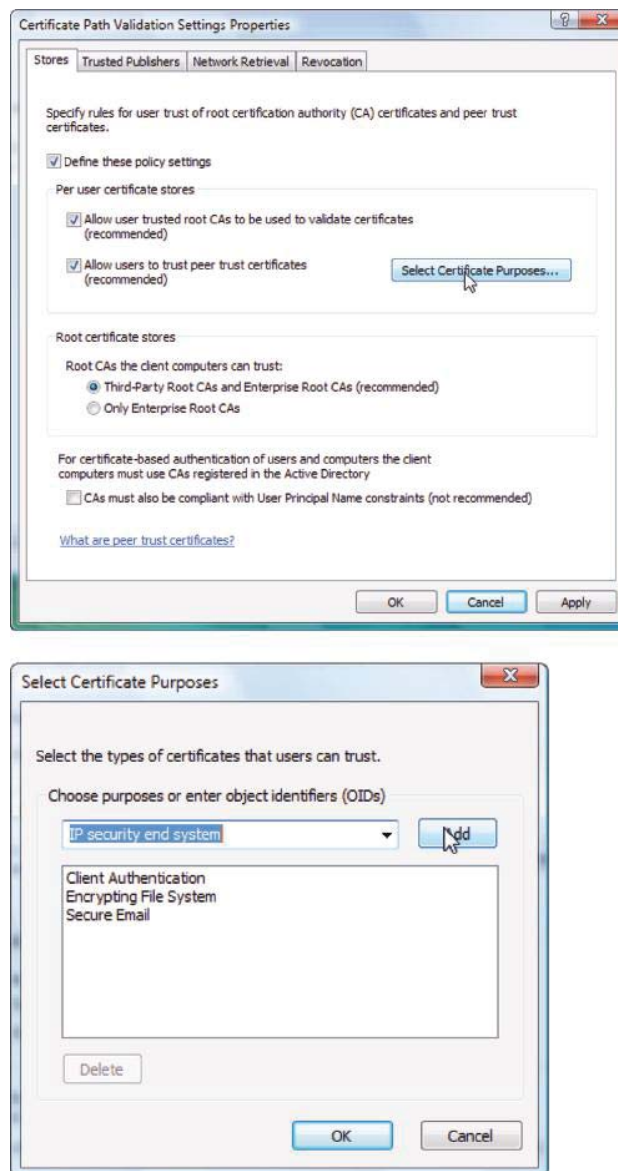 Certificate Path Validation Settings Properties
Stores Trusted Publishers Network Retrieval Revocation
Specify rules for user trust of root certification authority (CA) certificates and peer trust
certificates.
Define these policy settings
Per user certificate stores
Allow user trusted root CAs to be used to validate certificates
(recommended)
Allow users to trust peer trust certificates
(recommended)
Select Certificate Purposes...
Root certificate stores
Root CAs the client computers can trust:
Third-Party Root CAs and Enterprise Root CAs (recommended)
Only Enterprise Root CAs
For certificate-based authentication of users and computers the client
computers must use CAs registered in the Active Directory
CAs must also be compliant with User Principal Name constraints (not recommended)
What are peer trust certificates?
OK Cancel Apply
Select Certificate Purposes
Select the types of certificates that users can trust.
Choose purposes or enter object identifiers (OIDs)
IP security end system Add
Client Authentication
Encrypting File System
Secure Email
Delete
OK Cancel